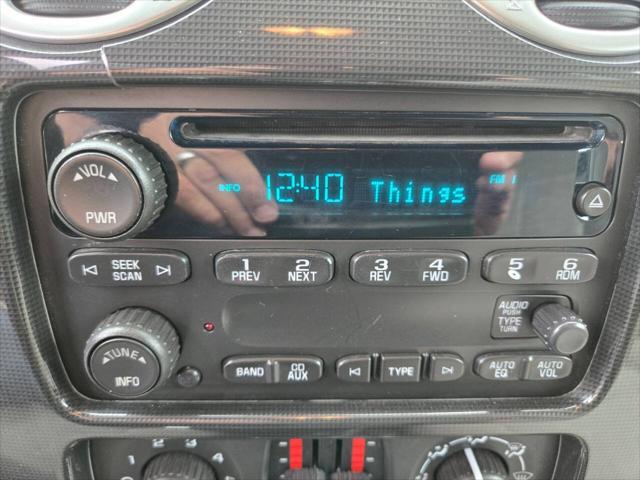 VOL
PWR
INFO 12:40 Things FM 1
SEEK
SCAN
1
PREV
2
NEXT
3
REV
4
FWD
5
6
RDM
AUDIO
PUSH
TYPE
TURN
TUNE
INFO
BAND
CD
AUX
TYPE
AUTO
EQ
AUTO
VOL
1 2 3 4